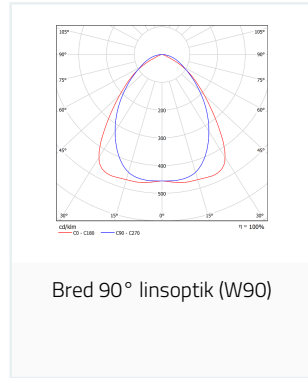 105° 105°
90° 90°
75° 75°
60° 60°
200
45° 45°
300
400
500
30° 15° 0° 15° 30°
cd/klm η = 100%
C0 - C180 C90 - C270
Bred 90° linsoptik (W90)